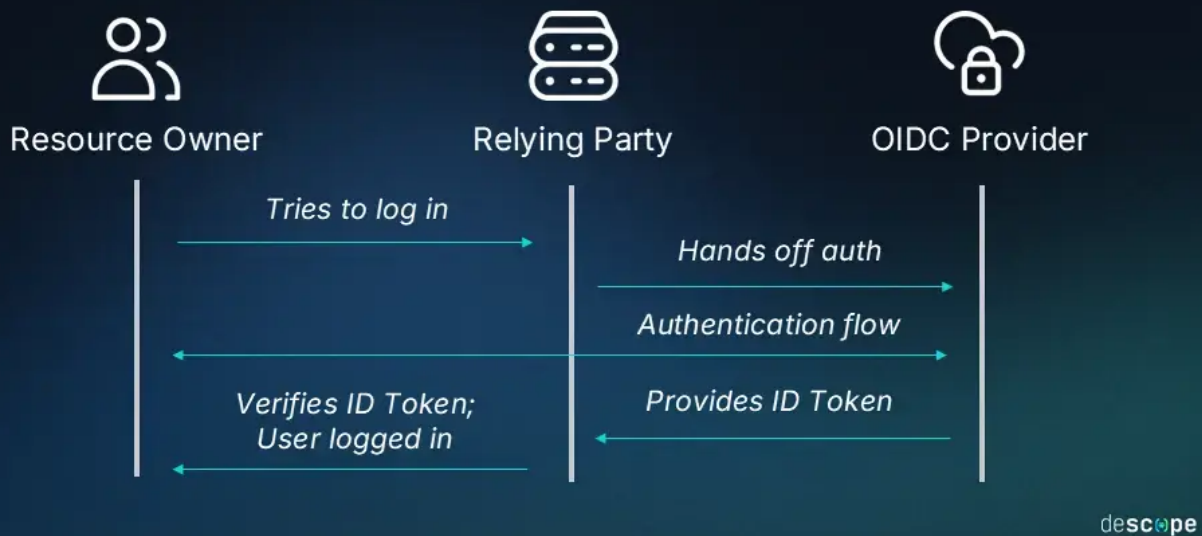 Resource Owner
Relying Party
OIDC Provider
Tries to log in
Hands off auth
Authentication flow
Provides ID Token
Verifies ID Token;
User logged in
descope